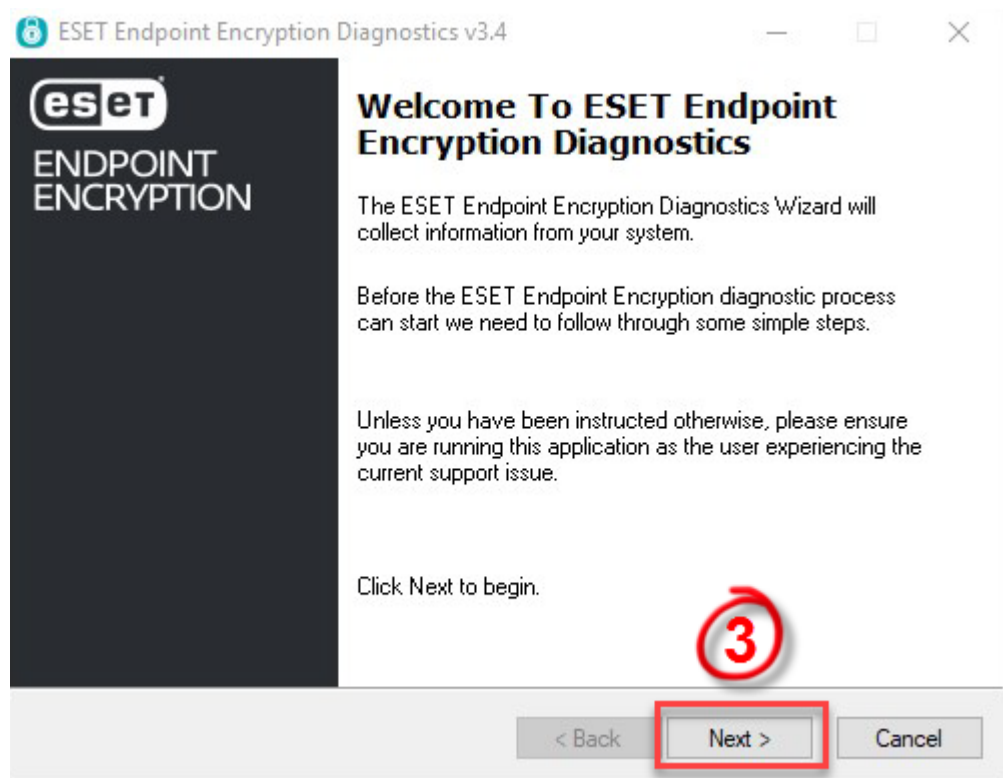 ESET Endpoint Encryption Diagnostics v3.4
eset
ENDPOINT
ENCRYPTION
Welcome To ESET Endpoint
Encryption Diagnostics
The ESET Endpoint Encryption Diagnostics Wizard will
collect information from your system.
Before the ESET Endpoint Encryption diagnostic process
can start we need to follow through some simple steps.
Unless you have been instructed otherwise, please ensure
you are running this application as the user experiencing the
current support issue.
Click Next to begin.
3
< Back
Next >
Cancel